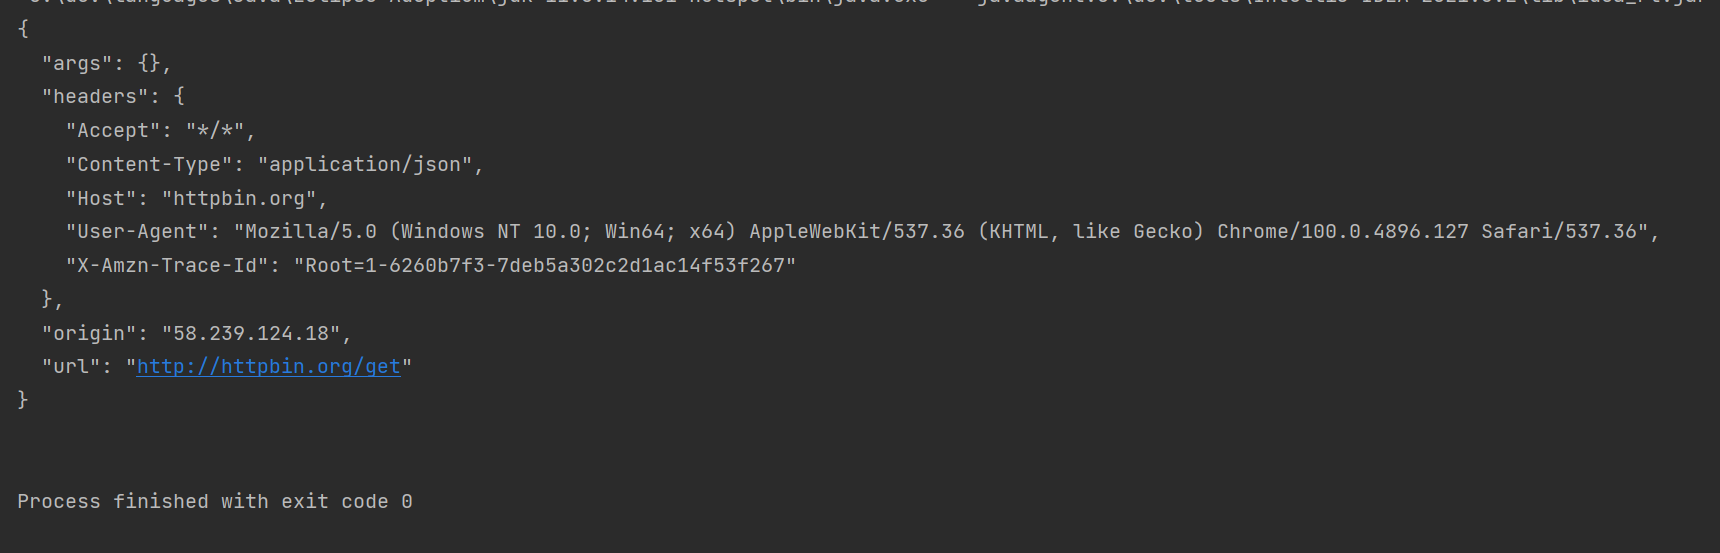 {
  "args": {},
  "headers": {
    "Accept": "*/*",
    "Content-Type": "application/json",
    "Host": "httpbin.org",
    "User-Agent": "Mozilla/5.0 (Windows NT 10.0; Win64; x64) AppleWebKit/537.36 (KHTML, like Gecko) Chrome/100.0.4896.127 Safari/537.36",
    "X-Amzn-Trace-Id": "Root=1-6260b7f3-7deb5a302c2d1ac14f53f267"
  },
  "origin": "58.239.124.18",
  "url": "http://httpbin.org/get"
}
Process finished with exit code 0